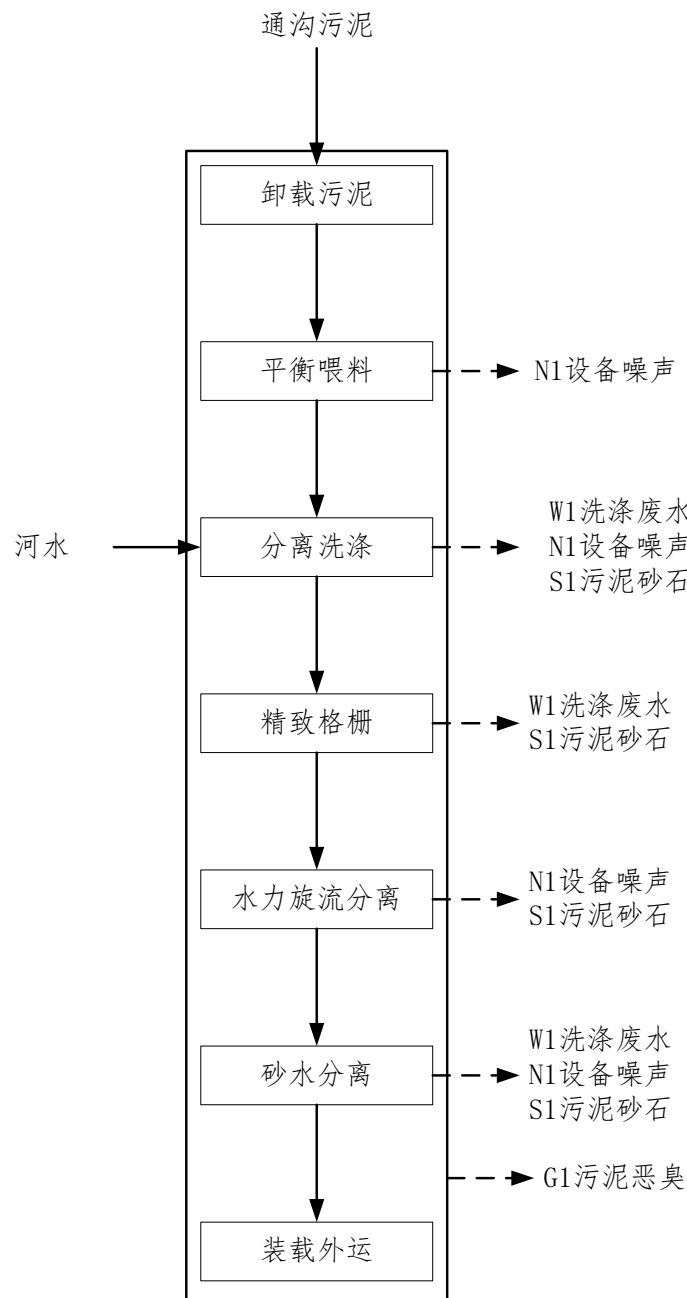 通沟污泥
卸载污泥
平衡喂料
N1设备噪声
河水
分离洗涤
W1洗涤废水
N1设备噪声
S1污泥砂石
精致格栅
W1洗涤废水
S1污泥砂石
水力旋流分离
N1设备噪声
S1污泥砂石
砂水分离
W1洗涤废水
N1设备噪声
S1污泥砂石
G1污泥恶臭
装载外运